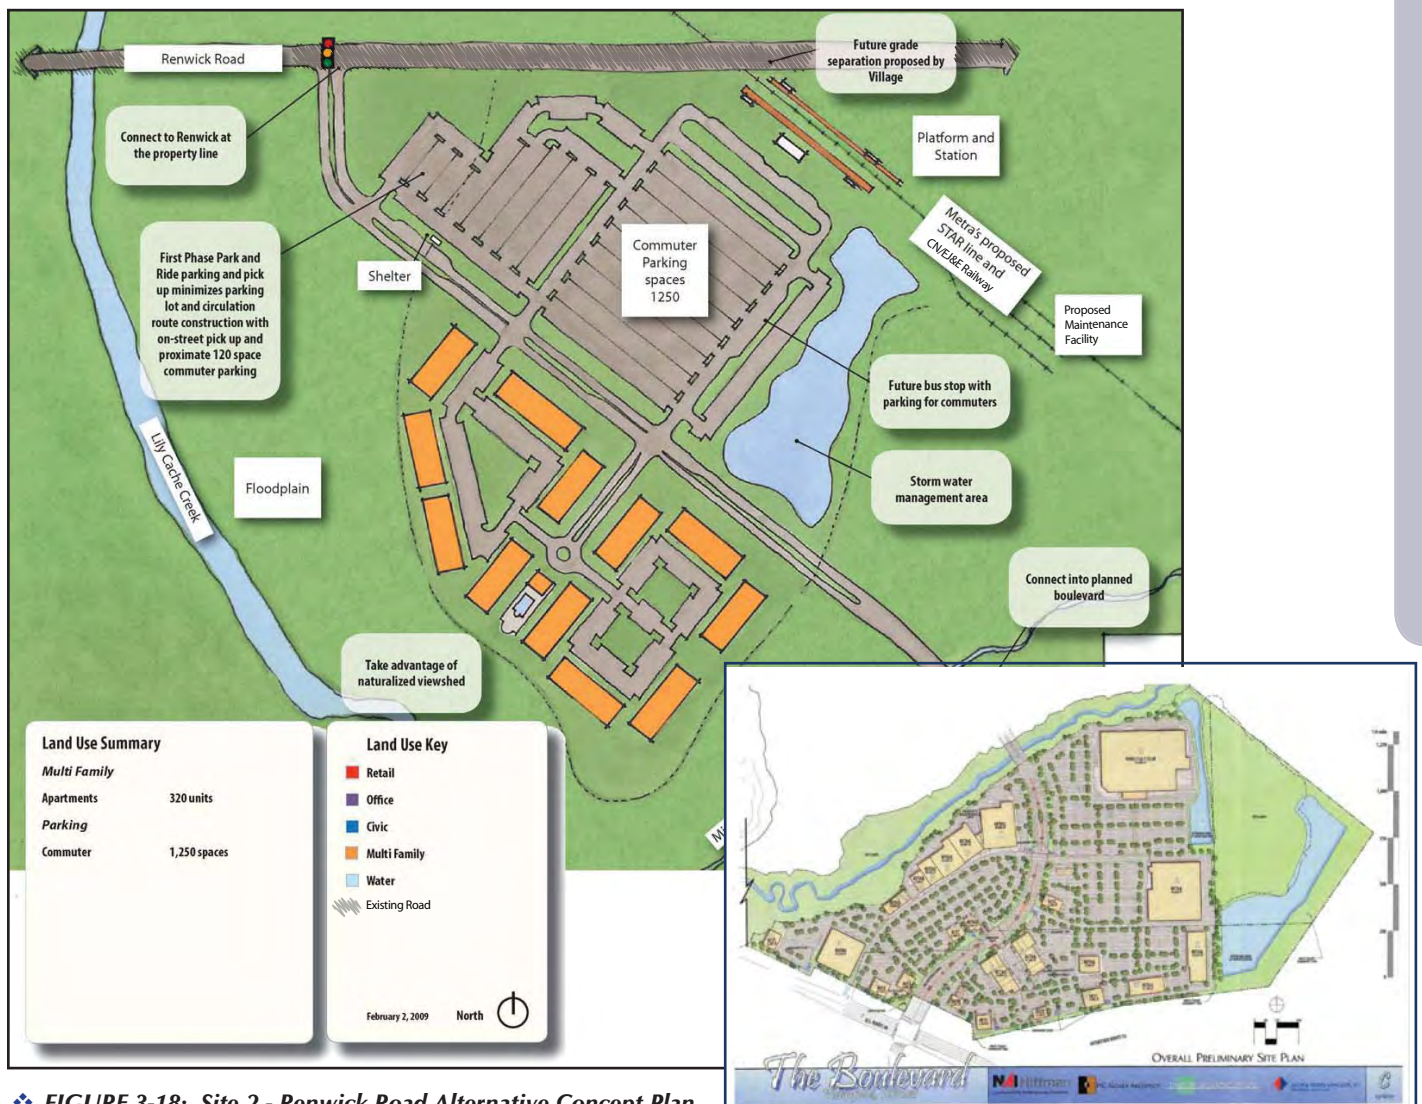 Renwick Road
Future grade
separation proposed by
Village
Connect to Renwick at
the property line
Platform and
Station
First Phase Park and
Ride parking and pick
up minimizes parking
lot and circulation
route construction with
on-street pick up and
proximate 120 space
commuter parking
Shelter
Commuter
Parking
spaces
1250
Metra's proposed
STAR line and
CN/EJ&E Railway
Proposed
Maintenance
Facility
Future bus stop with
parking for commuters
Lily Cache Creek
Floodplain
Storm water
management area
Connect into planned
boulevard
Take advantage of
naturalized viewshed
Land Use Summary
Multi Family
Apartments 320 units
Parking
Commuter 1,250 spaces
Land Use Key
Retail
Office
Civic
Multi Family
Water
Existing Road
February 2, 2009 North
Mi
OVERALL PRELIMINARY SITE PLAN
The Boulevard
NAI Hiffman
FIGURE 3-18: Site 2 - Renwick Road Alternative Concept Plan